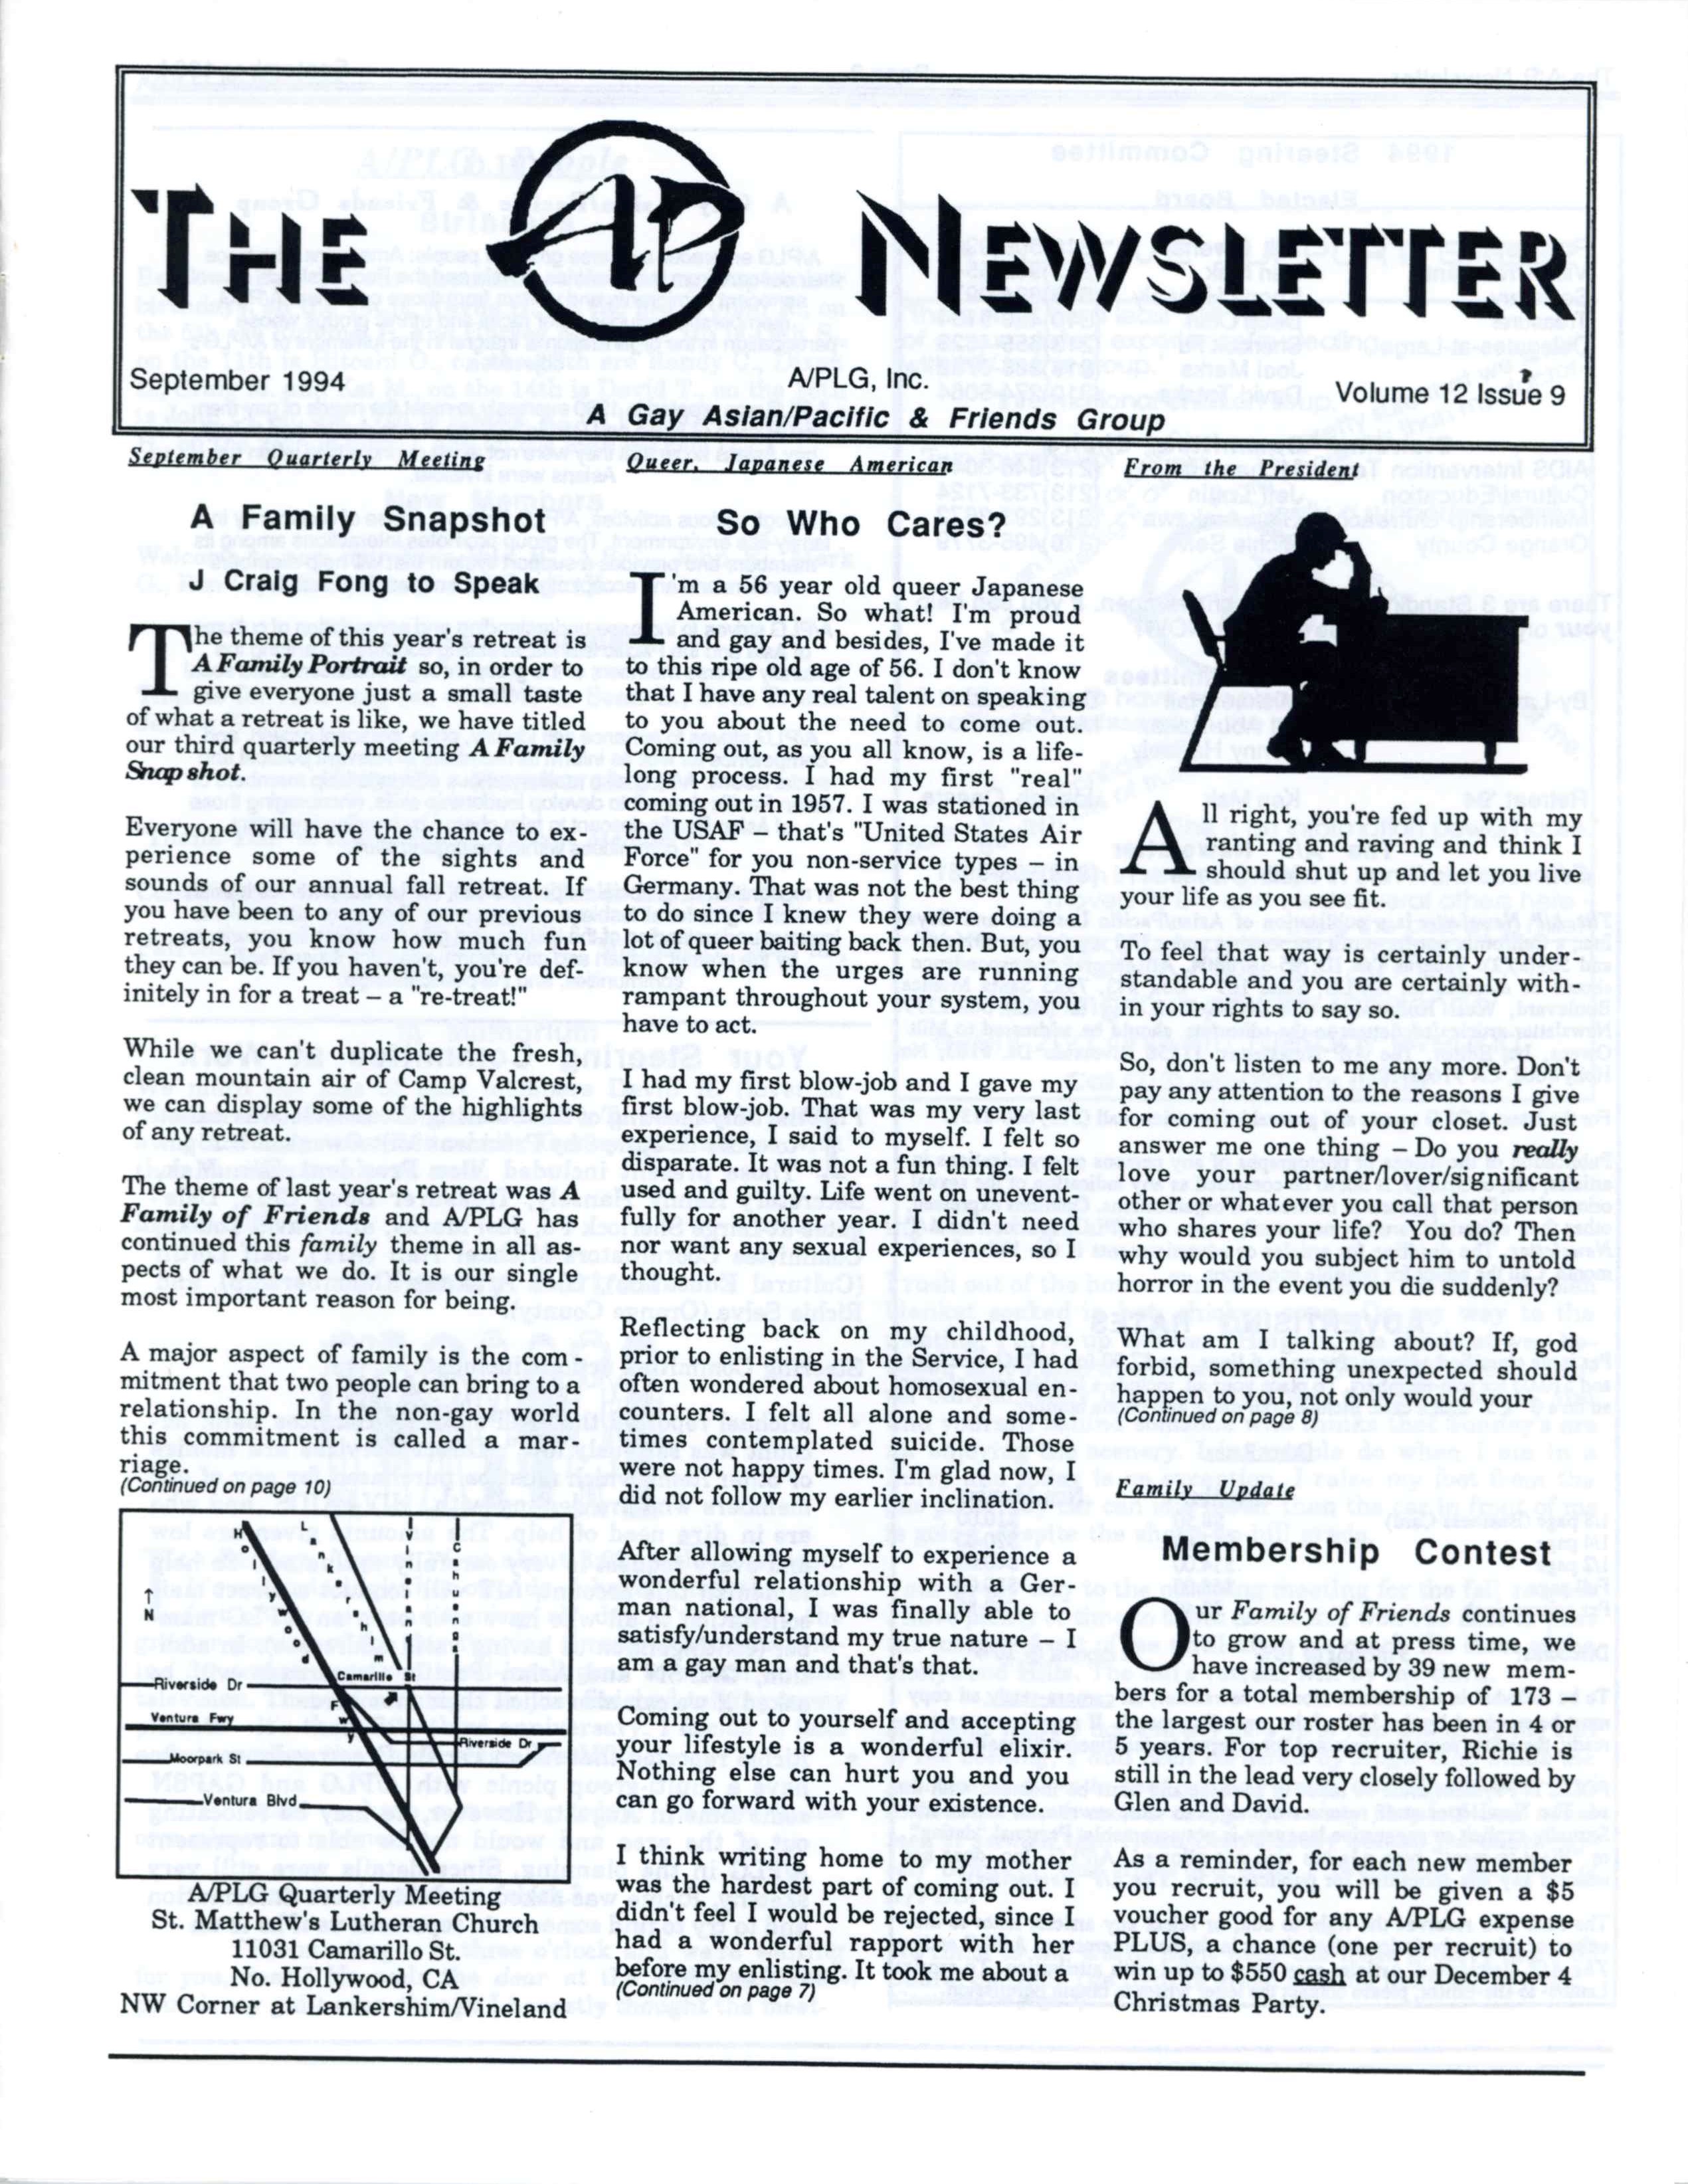 THE AP NEWSLETTER
September 1994
A/PLG, Inc.
Volume 12 Issue 9
A Gay Asian/Pacific & Friends Group
September Quarterly Meeting
A Family Snapshot
J Craig Fong to Speak
The theme of this year's retreat is
A Family Portrait so, in order to
give everyone just a small taste
of what a retreat is like, we have titled
our third quarterly meeting A Family
Snapshot.
Everyone will have the chance to ex-
perience some of the sights and
sounds of our annual fall retreat. If
you have been to any of our previous
retreats, you know how much fun
they can be. If you haven't, you're def-
initely in for a treat – a "re-treat!"
While we can't duplicate the fresh,
clean mountain air of Camp Valcrest,
we can display some of the highlights
of any retreat.
The theme of last year's retreat was A
Family of Friends and A/PLG has
continued this family theme in all as-
pects of what we do. It is our single
most important reason for being.
A major aspect of family is the com
mitment that two people can bring to a
relationship. In the non-gay world
this commitment is called a mar-
riage.
(Continued on page 10)
Hollywood Fwy
Lankershim
Vineland
Cahuenga
N
Camarillo St
Riverside Dr
Ventura Fwy
Riverside Dr
Moorpark St
Ventura Blvd
A/PLG Quarterly Meeting
St. Matthew's Lutheran Church
11031 Camarillo St.
No. Hollywood, CA
NW Corner at Lankershim/Vineland
Queer, Japanese American
So Who Cares?
I'm a 56 year old queer Japanese
American. So what! I'm proud
and gay and besides, I've made it
to this ripe old age of 56. I don't know
that I have any real talent on speaking
to you about the need to come out.
Coming out, as you all know, is a life-
long process. I had my first "real"
coming out in 1957. I was stationed in
the USAF – that's "United States Air
Force" for you non-service types – in
Germany. That was not the best thing
to do since I knew they were doing a
lot of queer baiting back then. But, you
know when the urges are running
rampant throughout your system, you
have to act.
I had my first blow-job and I gave my
first blow-job. That was my very last
experience, I said to myself. I felt so
disparate. It was not a fun thing. I felt
used and guilty. Life went on unevent-
fully for another year. I didn't need
nor want any sexual experiences, so I
thought.
Reflecting back on my childhood,
prior to enlisting in the Service, I had
often wondered about homosexual en-
counters. I felt all alone and some-
times contemplated suicide. Those
were not happy times. I'm glad now, I
did not follow my earlier inclination.
After allowing myself to experience a
wonderful relationship with a Ger-
man national, I was finally able to
satisfy/understand my true nature – I
am a gay man and that's that.
Coming out to yourself and accepting
your lifestyle is a wonderful elixir.
Nothing else can hurt you and you
can go forward with your existence.
I think writing home to my mother
was the hardest part of coming out. I
didn't feel I would be rejected, since I
had a wonderful rapport with her
before my enlisting. It took me about a
(Continued on page 7)
From the President
All right, you're fed up with my
ranting and raving and think I
should shut up and let you live
your life as you see fit.
To feel that way is certainly under-
standable and you are certainly with-
in your rights to say so.
So, don't listen to me any more. Don't
pay any attention to the reasons I give
for coming out of your closet. Just
answer me one thing – Do you really
love your partner/lover/significant
other or whatever you call that person
who shares your life? You do? Then
why would you subject him to untold
horror in the event you die suddenly?
What am I talking about? If, god
forbid, something unexpected should
happen to you, not only would your
(Continued on page 8)
Family Update
Membership Contest
Our Family of Friends continues
to grow and at press time, we
have increased by 39 new mem-
bers for a total membership of 173 –
the largest our roster has been in 4 or
5 years. For top recruiter, Richie is
still in the lead very closely followed by
Glen and David.
As a reminder, for each new member
you recruit, you will be given a $5
voucher good for any A/PLG expense
PLUS, a chance (one per recruit) to
win up to $550 cash at our December 4
Christmas Party.